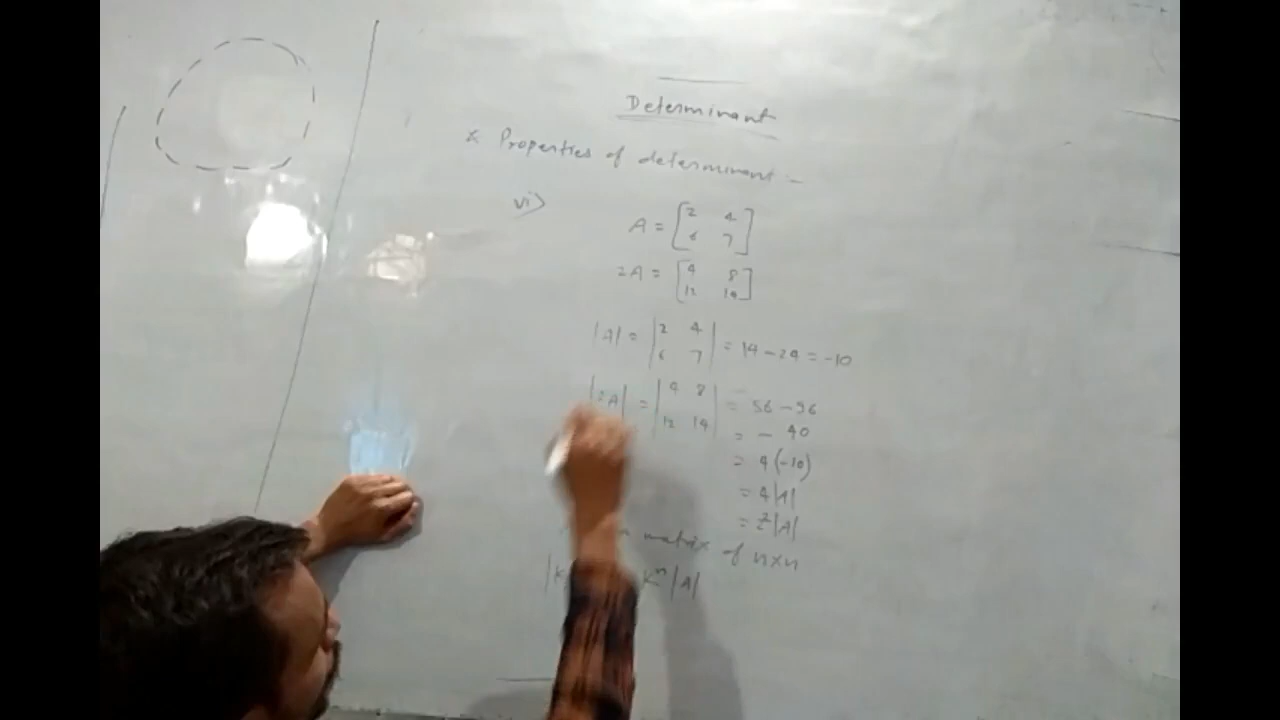 Determinant
* Properties of determinant :-
vi) A = [2 4
6 7]
2A = [4 8
12 14]
|A| = |2 4
6 7| = 14 - 24 = -10
|2A| = |4 8
12 14| = 56 - 96
= - 40
= 4(-10)
= 4|A|
= 2²|A|
matrix of n×n
|K Kⁿ|A|